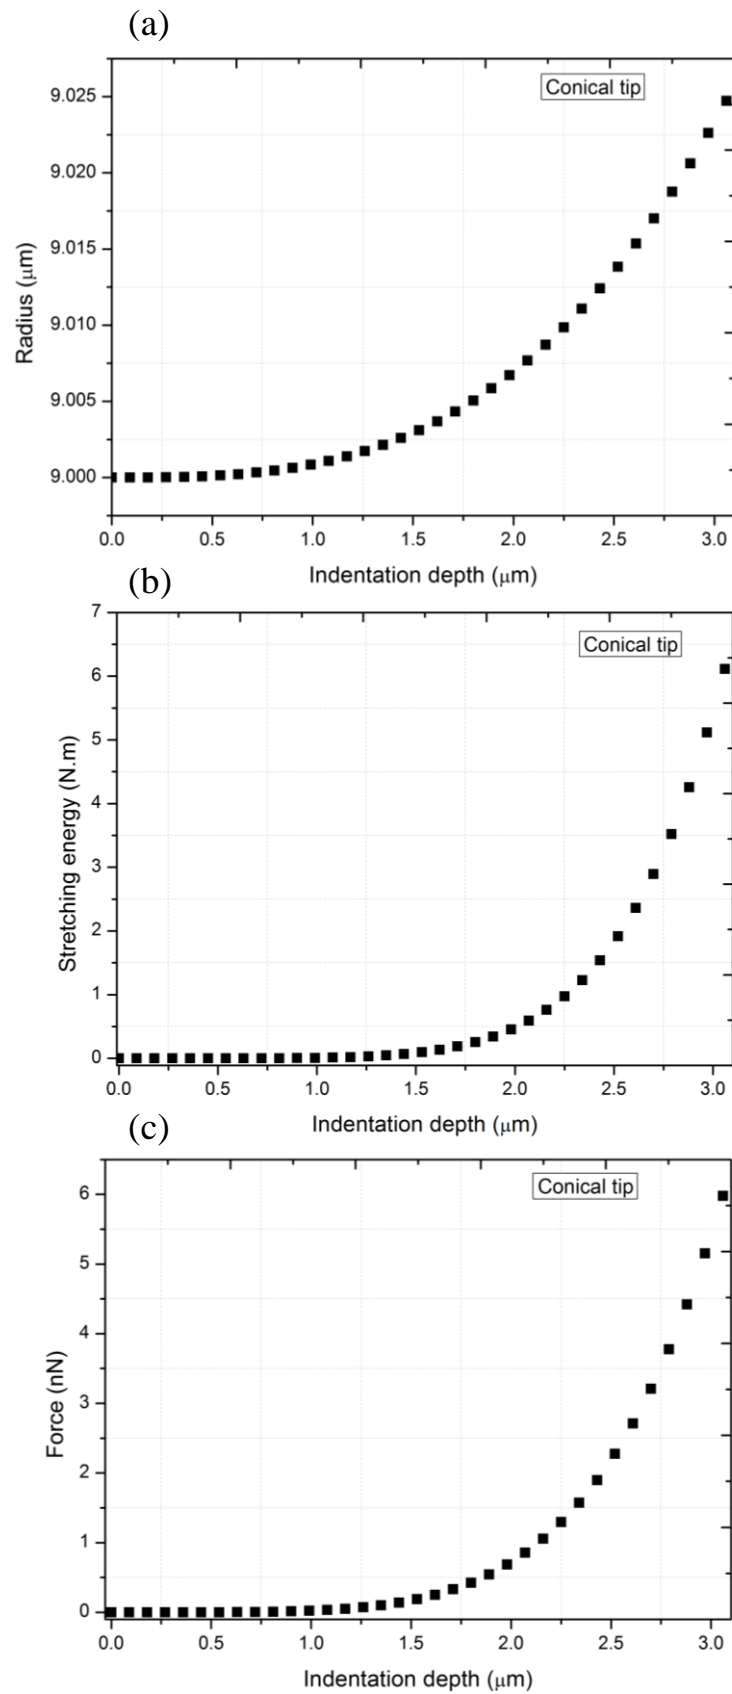 (a)
Conical tip
9.025
9.020
9.015
9.010
9.005
9.000
Radius (μm)
0.0 0.5 1.0 1.5 2.0 2.5 3.0
Indentation depth (μm)
(b)
Conical tip
7
6
5
4
3
2
1
0
Stretching energy (N.m)
0.0 0.5 1.0 1.5 2.0 2.5 3.0
Indentation depth (μm)
(c)
Conical tip
6
5
4
3
2
1
0
Force (nN)
0.0 0.5 1.0 1.5 2.0 2.5 3.0
Indentation depth (μm)